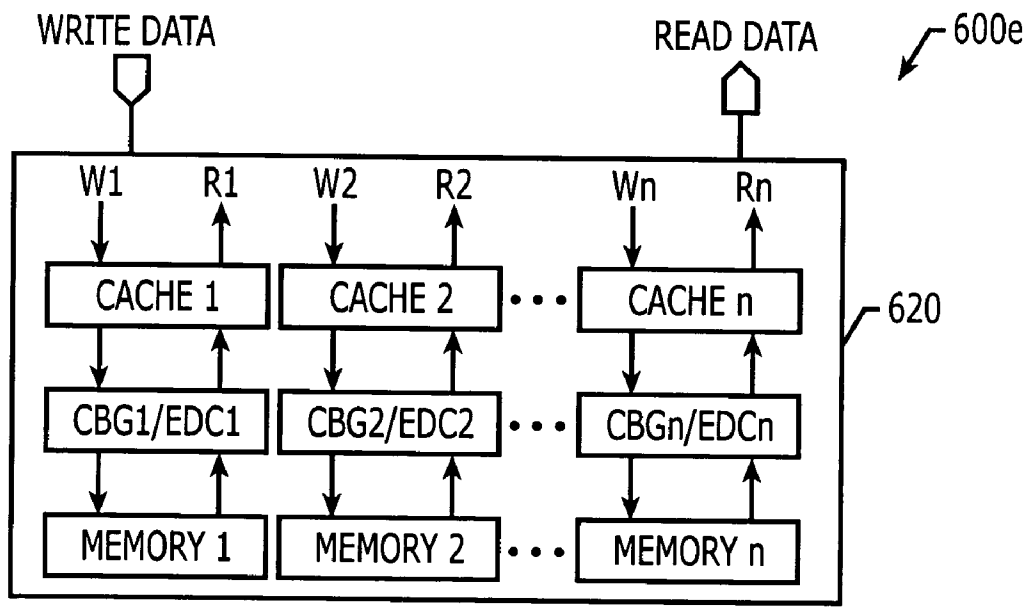 WRITE DATA
READ DATA
600e
W1 R1 W2 R2 Wn Rn
CACHE 1 CACHE 2 ••• CACHE n
620
CBG1/EDC1 CBG2/EDC2 ••• CBGn/EDCn
MEMORY 1 MEMORY 2 ••• MEMORY n